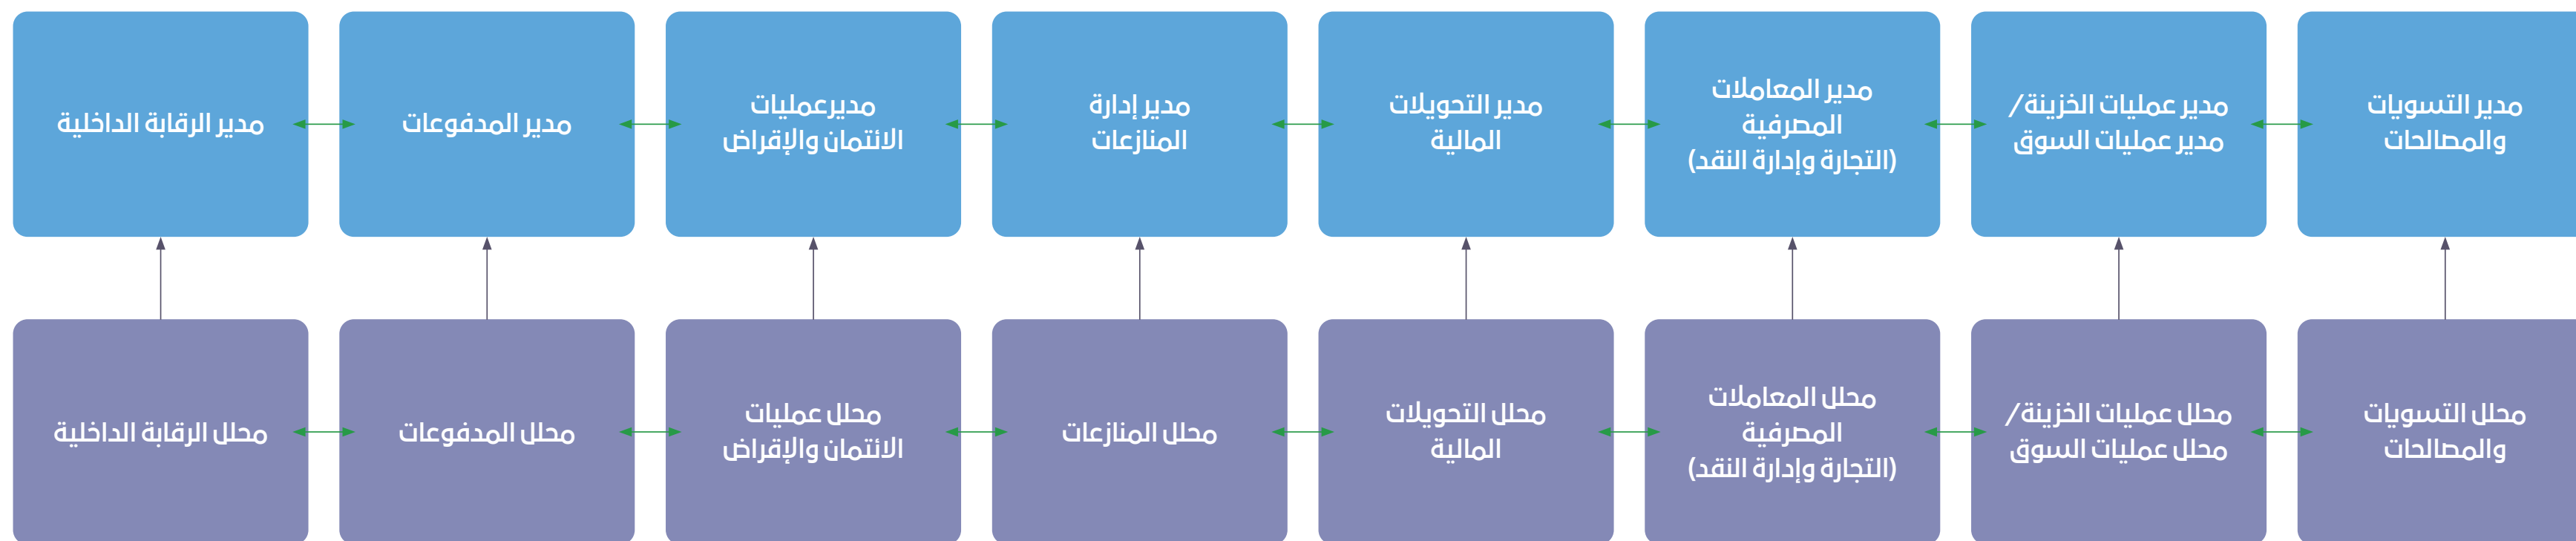 مدير التسويات
والمصالحات
مدير عمليات الخزينة/
مدير عمليات السوق
مدير المعاملات
المصرفية
(التجارة وإدارة النقد)
مدير التحويلات
المالية
مدير إدارة
المنازعات
مديرعمليات
الائتمان والإقراض
مدير المدفوعات
مدير الرقابة الداخلية
محلل التسويات
والمصالحات
محلل عمليات الخزينة/
محلل عمليات السوق
محلل المعاملات
المصرفية
(التجارة وإدارة النقد)
محلل التحويلات
المالية
محلل المنازعات
محلل عمليات
الائتمان والإقراض
محلل المدفوعات
محلل الرقابة الداخلية